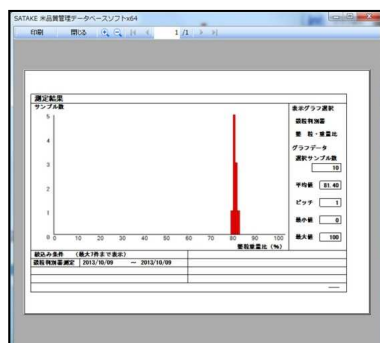 SATAKE 米品質管理データベースソフトx64
印刷 閉じる 1 /1
測定結果
サンプル数
5
4
3
2
1
0
0 10 20 30 40 50 60 70 80 90 100
整粒重量比 (%)
表示グラフ選択
穀粒判別器
整 粒・重量比
グラフデータ
選択サンプル数
10
平均値 81.40
ピッチ 1
最小値 0
最大値 100
絞込み条件 (最大7件まで表示)
穀粒判別器測定 2013/10/09 ― 2013/10/09